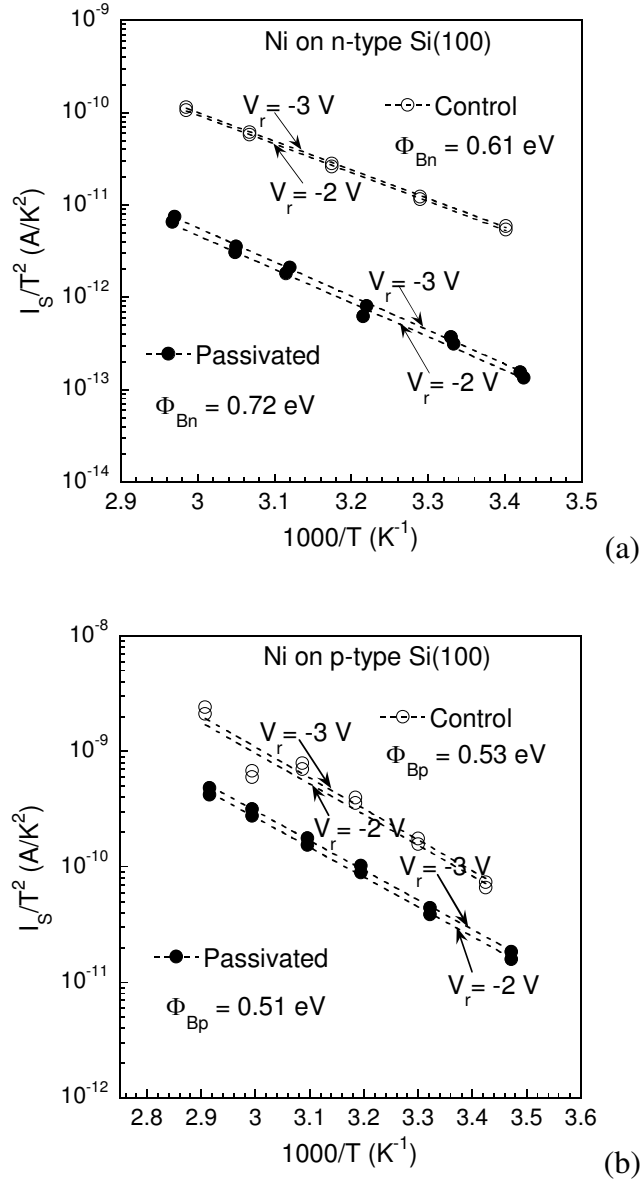 Ni on n-type Si(100)
V_r = -3 V
Control
Φ_Bn = 0.61 eV
V_r = -2 V
V_r = -3 V
Passivated
V_r = -2 V
Φ_Bn = 0.72 eV
I_S/T^2 (A/K^2)
10^-9
10^-10
10^-11
10^-12
10^-13
10^-14
2.9 3 3.1 3.2 3.3 3.4 3.5
1000/T (K^-1)
(a)
Ni on p-type Si(100)
Control
V_r = -3 V
Φ_Bp = 0.53 eV
V_r = -2 V
V_r = -3 V
Passivated
V_r = -2 V
Φ_Bp = 0.51 eV
I_S/T^2 (A/K^2)
10^-8
10^-9
10^-10
10^-11
10^-12
2.8 2.9 3 3.1 3.2 3.3 3.4 3.5 3.6
1000/T (K^-1)
(b)